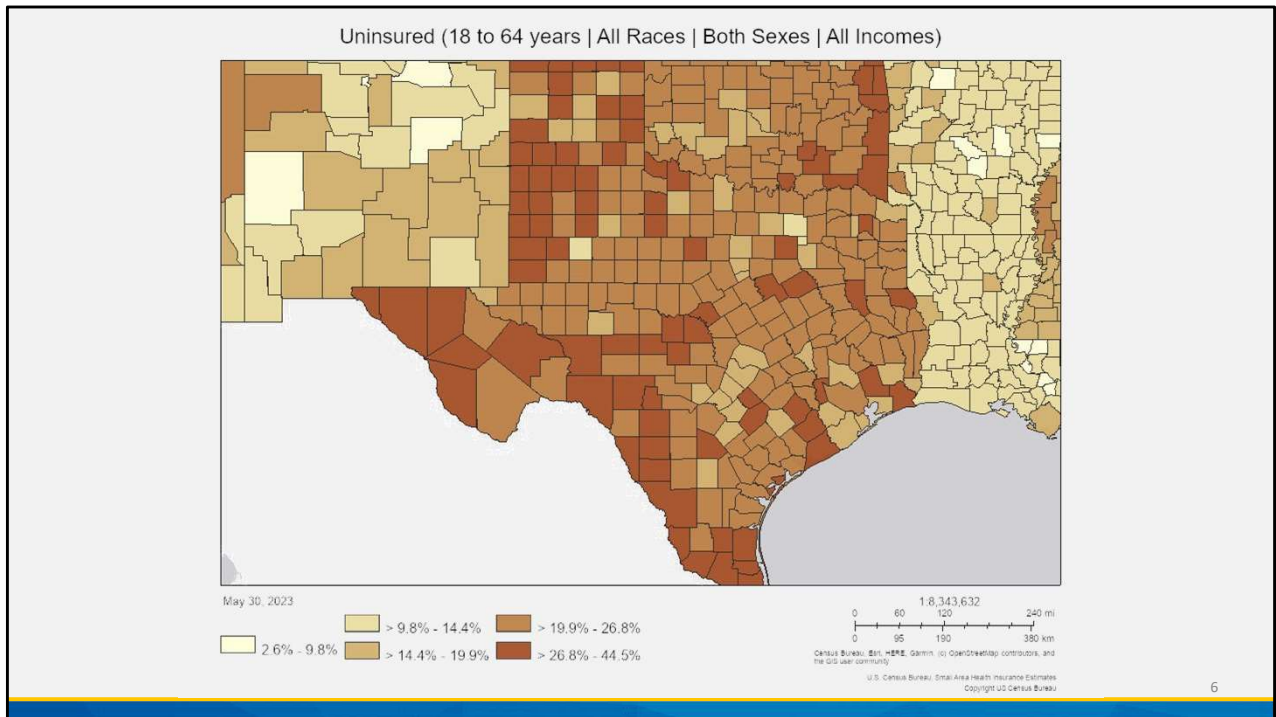 Uninsured (18 to 64 years | All Races | Both Sexes | All Incomes)
May 30, 2023
2.6% - 9.8%
> 9.8% - 14.4%
> 14.4% - 19.9%
> 19.9% - 26.8%
> 26.8% - 44.5%
1:8,343,632
0 60 120 240 mi
0 95 190 380 km
Census Bureau, Esri, HERE, Garmin, (c) OpenStreetMap contributors, and
the GIS user community
U.S. Census Bureau, Small Area Health Insurance Estimates
Copyright US Census Bureau
6